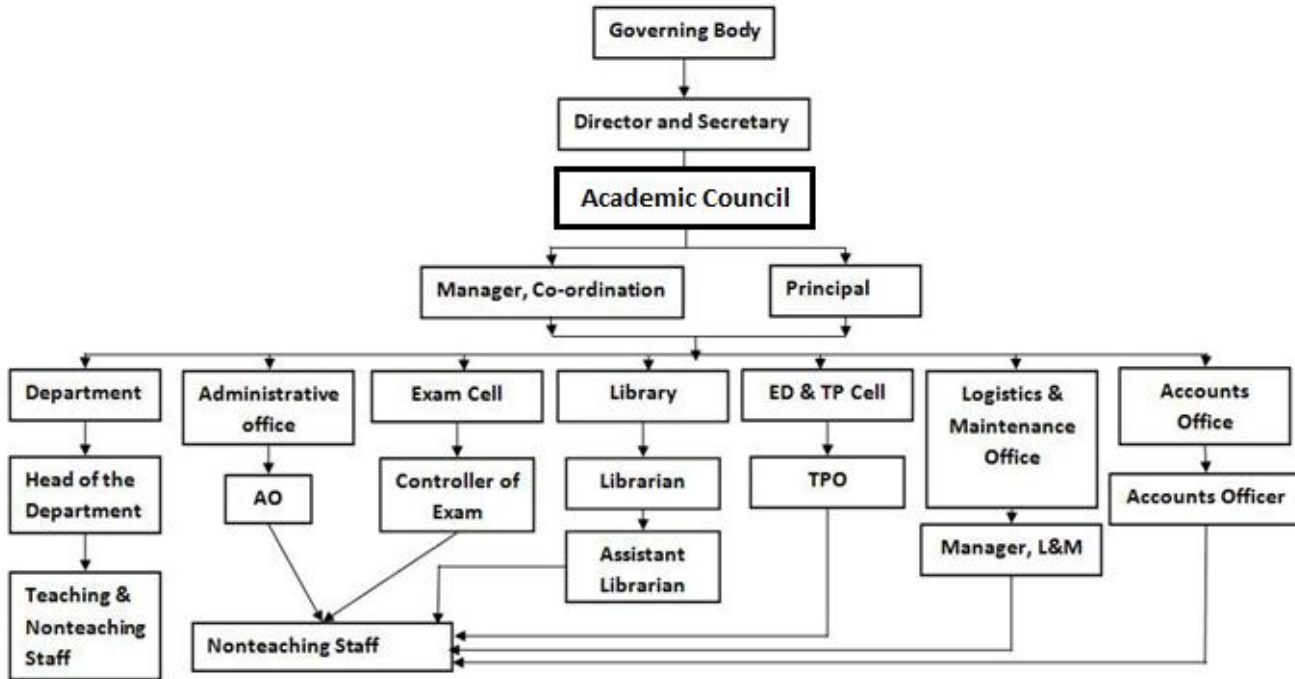 Governing Body
Director and Secretary
Academic Council
Manager, Co-ordination
Principal
Department
Administrative
office
Exam Cell
Library
ED & TP Cell
Logistics &
Maintenance
Office
Accounts
Office
Head of the
Department
AO
Controller of
Exam
Librarian
TPO
Manager, L&M
Accounts Officer
Assistant
Librarian
Teaching &
Nonteaching
Staff
Nonteaching Staff